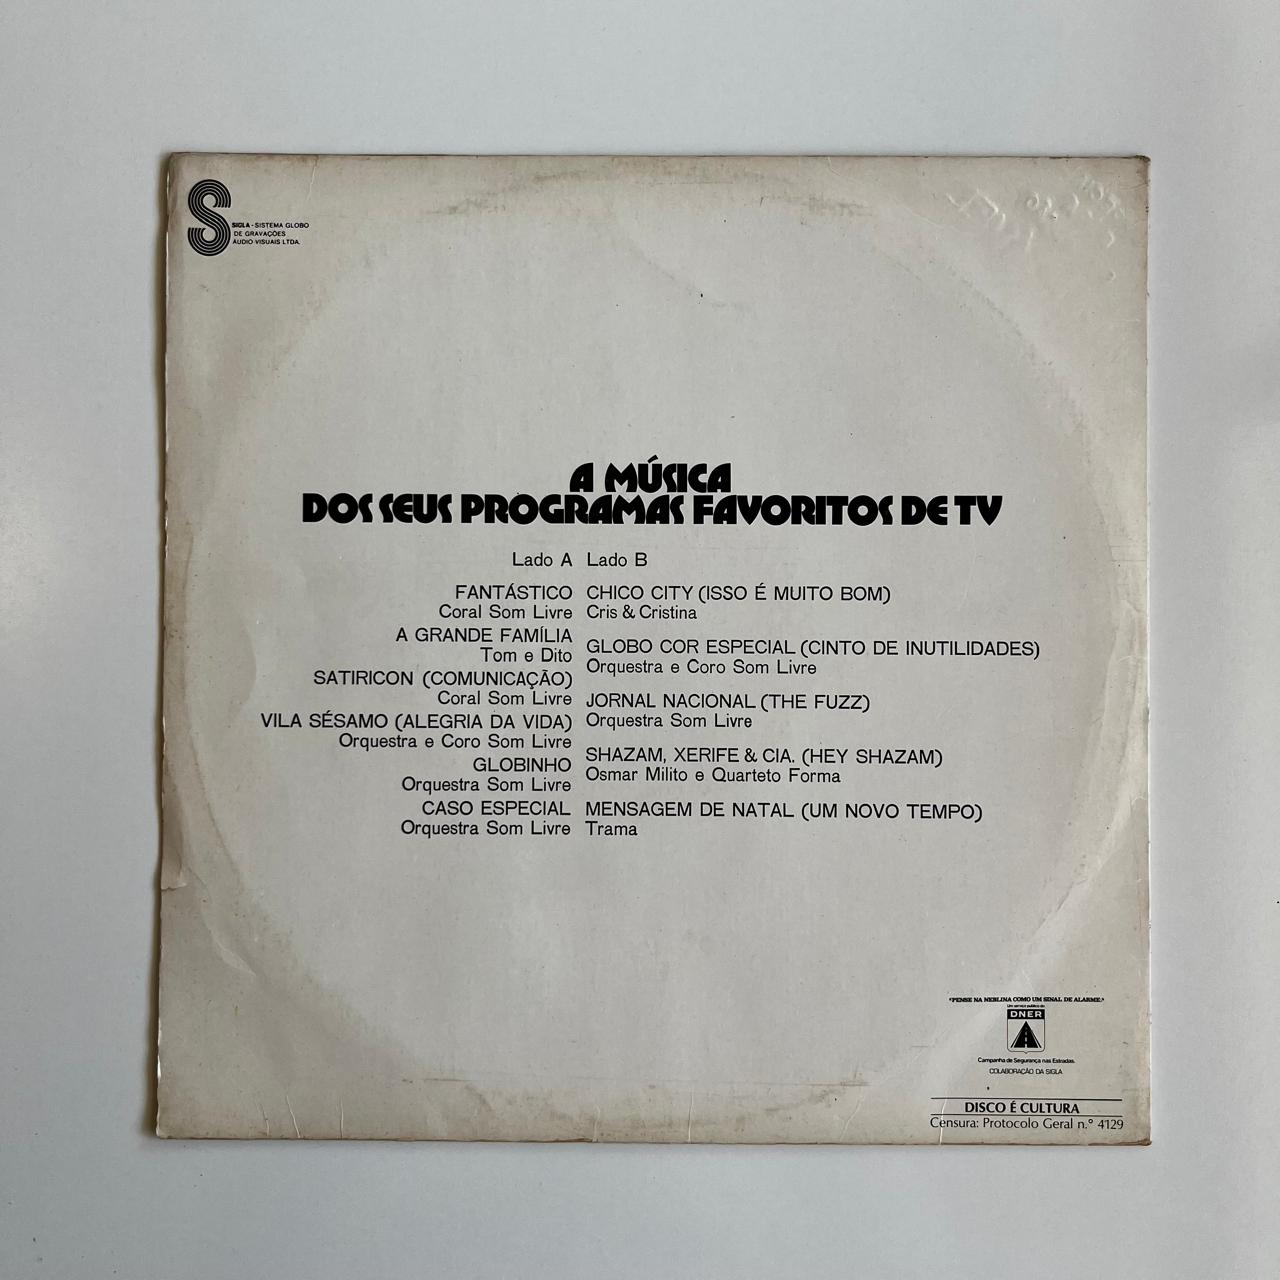 SIGLA - SISTEMA GLOBO
DE GRAVAÇÕES
ÁUDIO VISUAIS LTDA.
A MÚSICA
DOS SEUS PROGRAMAS FAVORITOS DE TV
Lado A
FANTÁSTICO
Coral Som Livre
A GRANDE FAMÍLIA
Tom e Dito
SATIRICON (COMUNICAÇÃO)
Coral Som Livre
VILA SÉSAMO (ALEGRIA DA VIDA)
Orquestra e Coro Som Livre
GLOBINHO
Orquestra Som Livre
CASO ESPECIAL
Orquestra Som Livre
Lado B
CHICO CITY (ISSO É MUITO BOM)
Cris & Cristina
GLOBO COR ESPECIAL (CINTO DE INUTILIDADES)
Orquestra e Coro Som Livre
JORNAL NACIONAL (THE FUZZ)
Orquestra Som Livre
SHAZAM, XERIFE & CIA. (HEY SHAZAM)
Osmar Milito e Quarteto Forma
MENSAGEM DE NATAL (UM NOVO TEMPO)
Trama
"PENSE NA NEBLINA COMO UM SINAL DE ALARME."
Um serviço público do
DNER
Campanha de Segurança nas Estradas.
COLABORAÇÃO DA SIGLA
DISCO É CULTURA
Censura: Protocolo Geral n.º 4129